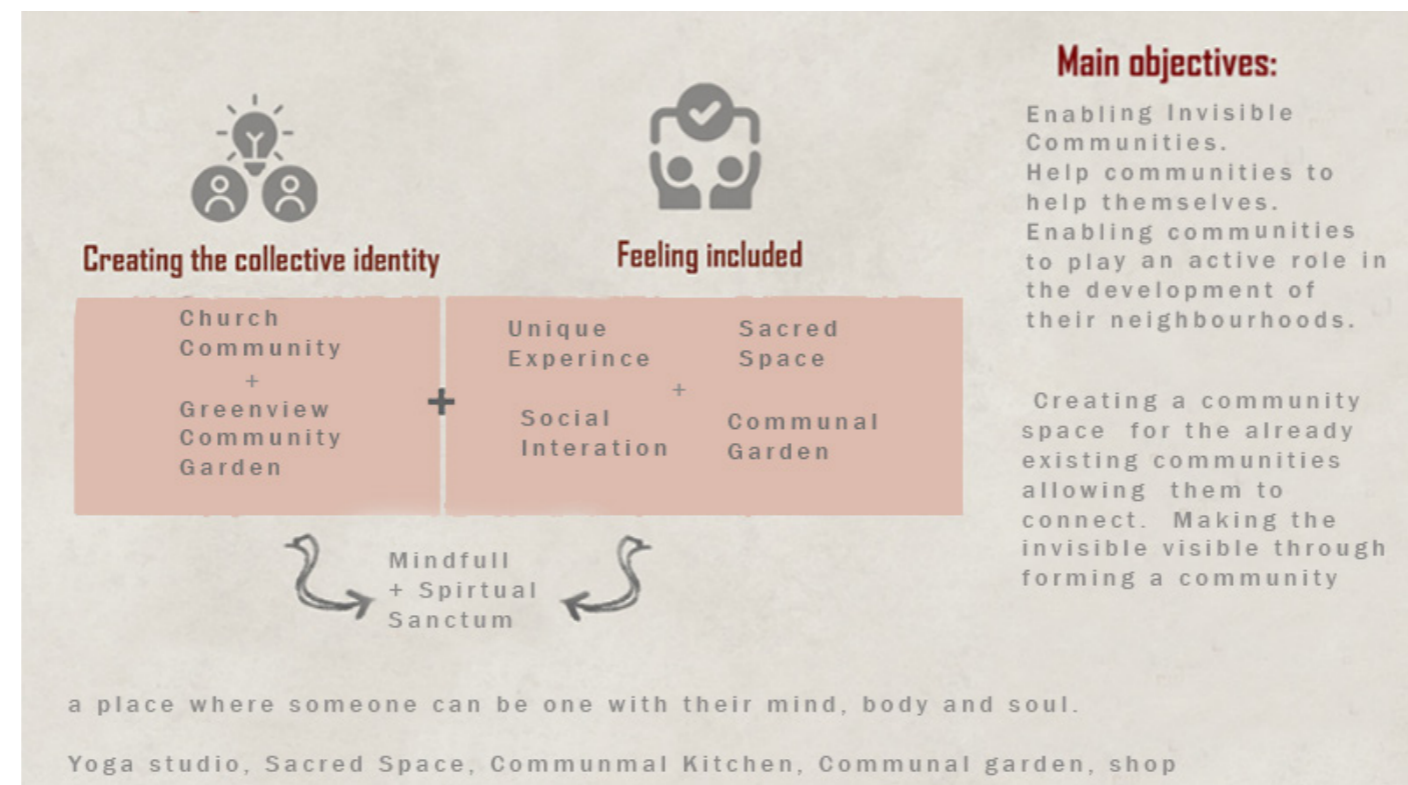 Creating the collective identity
Church
Community
+
Greenview
Community
Garden
+
Feeling included
Unique
Experince
Sacred
Space
+
Social
Interation
Communal
Garden
Mindfull
+ Spirtual
Sanctum
a place where someone can be one with their mind, body and soul.
Yoga studio, Sacred Space, Communmal Kitchen, Communal garden, shop
Main objectives:
Enabling Invisible
Communities.
Help communities to
help themselves.
Enabling communities
to play an active role in
the development of
their neighbourhoods.
Creating a community
space for the already
existing communities
allowing them to
connect. Making the
invisible visible through
forming a community